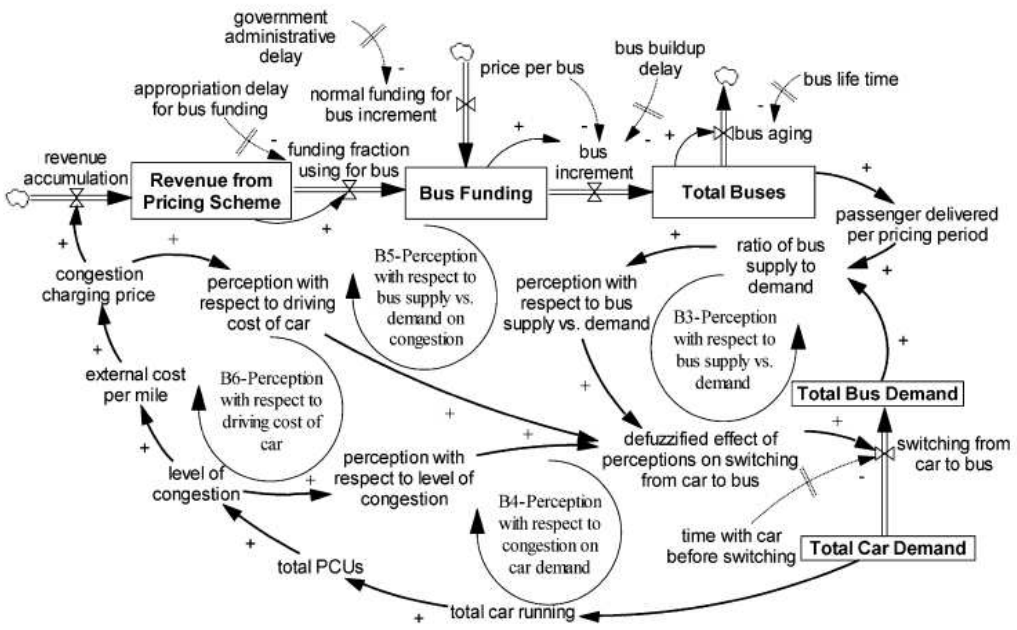 government
administrative
delay
bus buildup
delay
price per bus
bus life time
appropriation delay
for bus funding
-
normal funding for
bus increment
-
-
+
-
-
-
+
bus aging
revenue
accumulation
-
funding fraction
using for bus
bus
increment
+
Revenue from
Pricing Scheme
Bus Funding
Total Buses
+
passenger delivered
per pricing period
+
+
+
ratio of bus
supply to
demand
+
congestion
charging price
perception with
respect to driving
cost of car
B5-Perception
with respect to
bus supply vs.
demand on
congestion
perception with
respect to bus
supply vs. demand
B3-Perception
with respect to
bus supply vs.
demand
+
+
external cost
per mile
B6-Perception
with respect to
driving cost of
car
+
+
Total Bus Demand
+
+
+
+
defuzzified effect of
perceptions on switching
from car to bus
switching from
car to bus
-
level of
congestion
+
perception with
respect to level of
congestion
B4-Perception
with respect to
congestion on
car demand
time with car
before switching
Total Car Demand
+
total PCUs
+
total car running
+